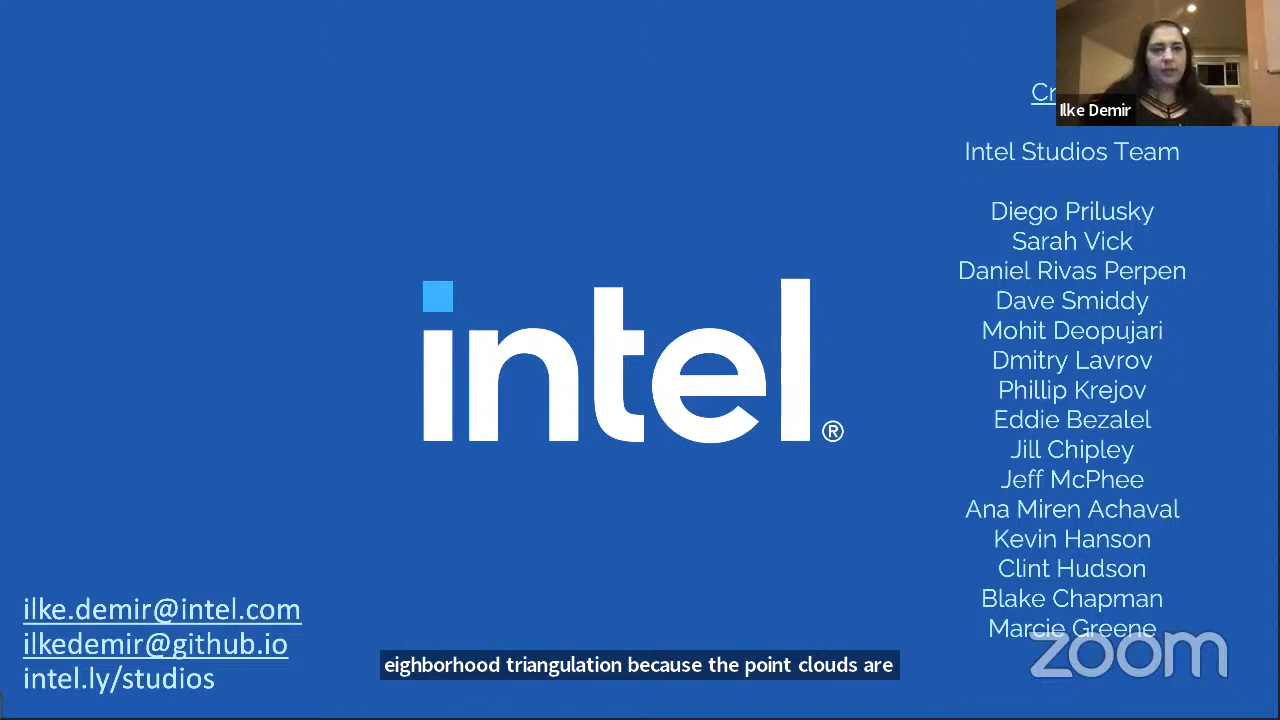 Cr
Ilke Demir
Intel Studios Team
Diego Prilusky
Sarah Vick
Daniel Rivas Perpen
Dave Smiddy
Mohit Deopujari
Dmitry Lavrov
Phillip Krejov
Eddie Bezalel
Jill Chipley
Jeff McPhee
Ana Miren Achaval
Kevin Hanson
Clint Hudson
Blake Chapman
Marcie Greene
intel®
ilke.demir@intel.com
ilkedemir@github.io
intel.ly/studios
eighborhood triangulation because the point clouds are
zoom